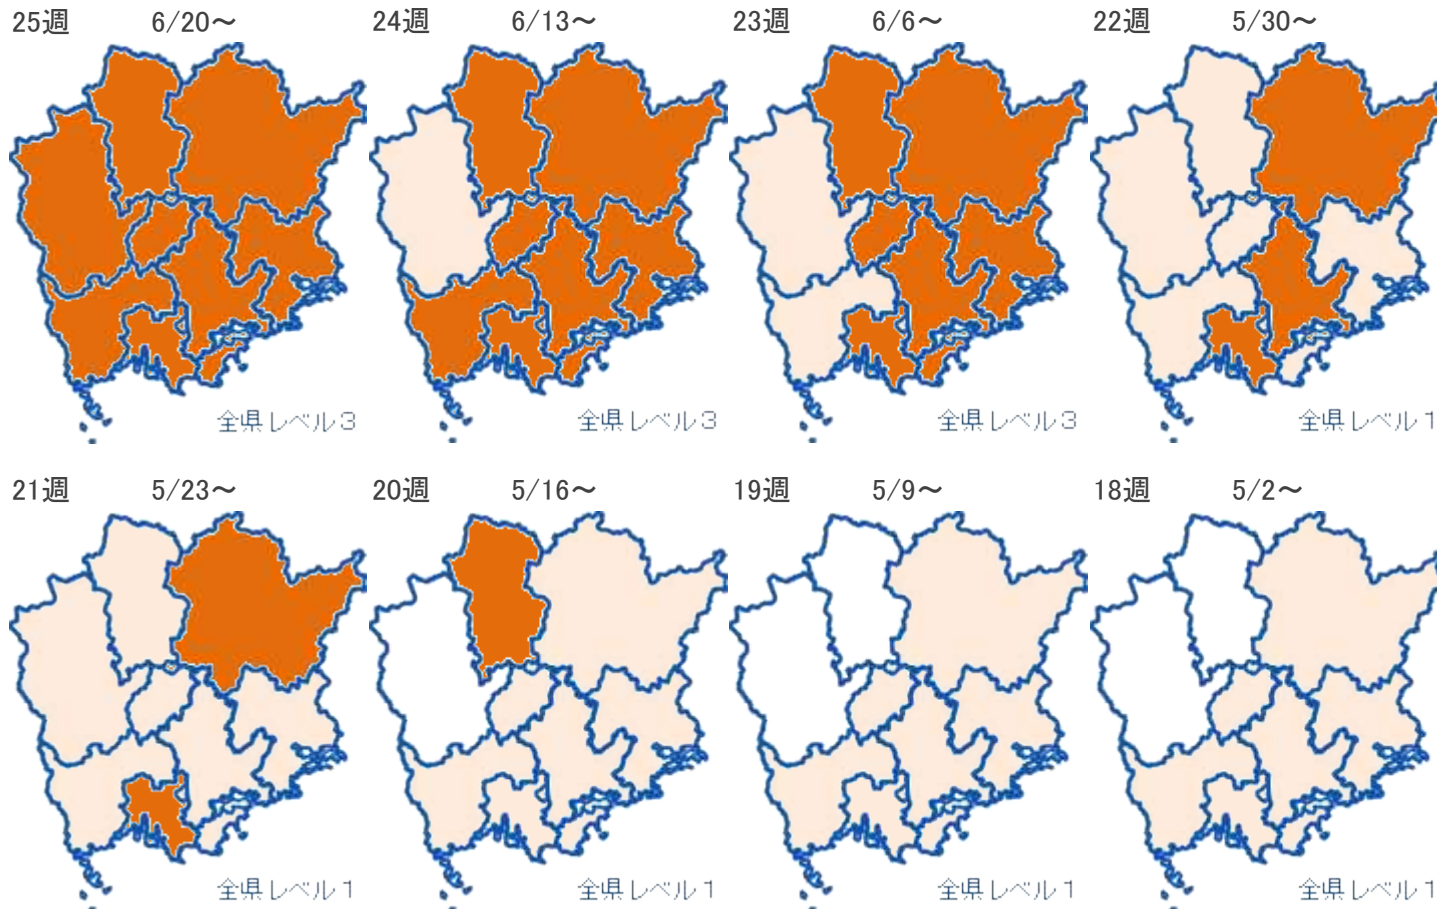 25週 6/20～
24週 6/13～
23週 6/6～
22週 5/30～
全県レベル３
全県レベル３
全県レベル３
全県レベル１
21週 5/23～
20週 5/16～
19週 5/9～
18週 5/2～
全県レベル１
全県レベル１
全県レベル１
全県レベル１